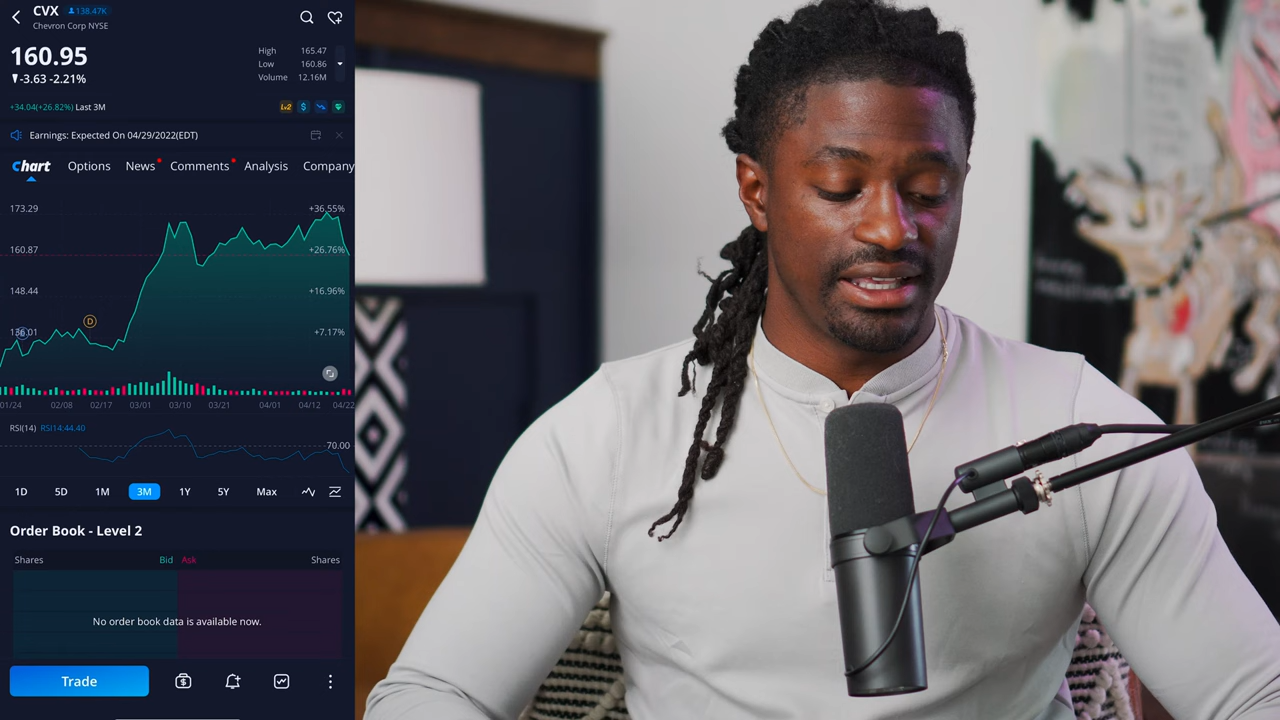 CVX 138.47K
Chevron Corp NYSE
160.95
-3.63 -2.21%
High 165.47
Low 160.86
Volume 12.16M
+34.04(+26.82%) Last 3M
Lv2 $
Earnings: Expected On 04/29/2022(EDT)
Chart Options News Comments Analysis Company
173.29 +36.55%
160.87 +26.76%
148.44 +16.96%
D
136.01 +7.17%
01/24 02/08 02/17 03/01 03/10 03/21 04/01 04/12 04/22
RSI(14) RSI14:44.40
70.00
1D 5D 1M 3M 1Y 5Y Max
Order Book - Level 2
Shares Bid Ask Shares
No order book data is available now.
Trade